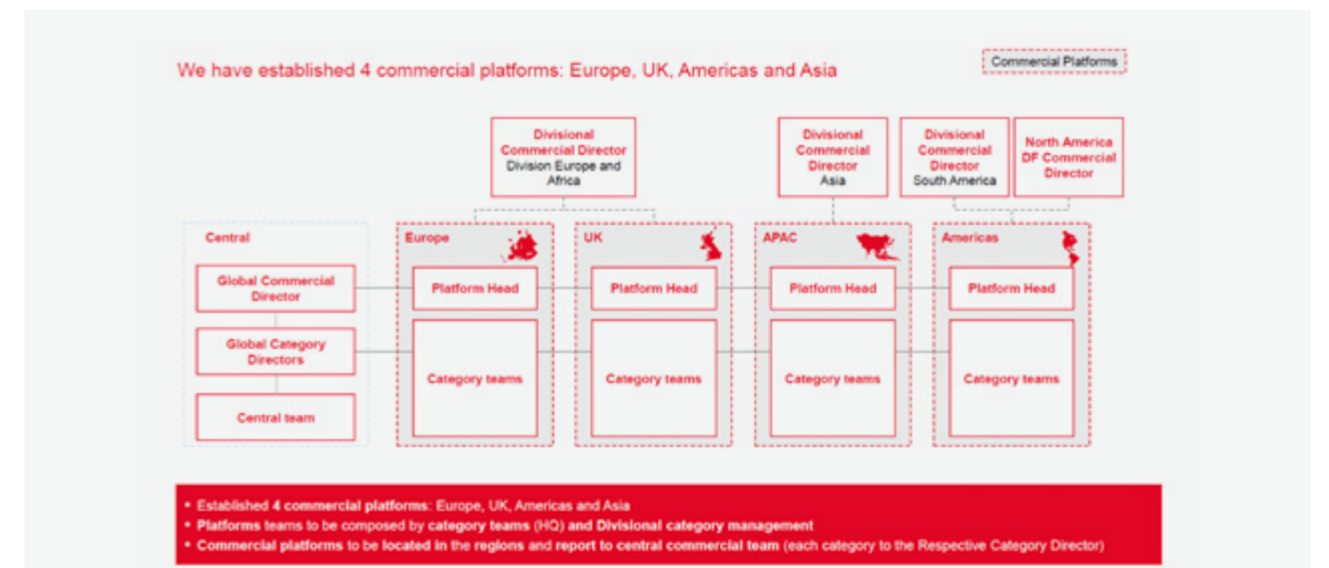 We have established 4 commercial platforms: Europe, UK, Americas and Asia
Commercial Platforms
Divisional
Commercial Director
Division Europe and
Africa
Divisional
Commercial
Director
Asia
Divisional
Commercial
Director
South America
North America
DF Commercial
Director
Central
Global Commercial
Director
Global Category
Directors
Central team
Europe
Platform Head
Category teams
UK
Platform Head
Category teams
APAC
Platform Head
Category teams
Americas
Platform Head
Category teams
• Established 4 commercial platforms: Europe, UK, Americas and Asia
• Platforms teams to be composed by category teams (HQ) and Divisional category management
• Commercial platforms to be located in the regions and report to central commercial team (each category to the Respective Category Director)